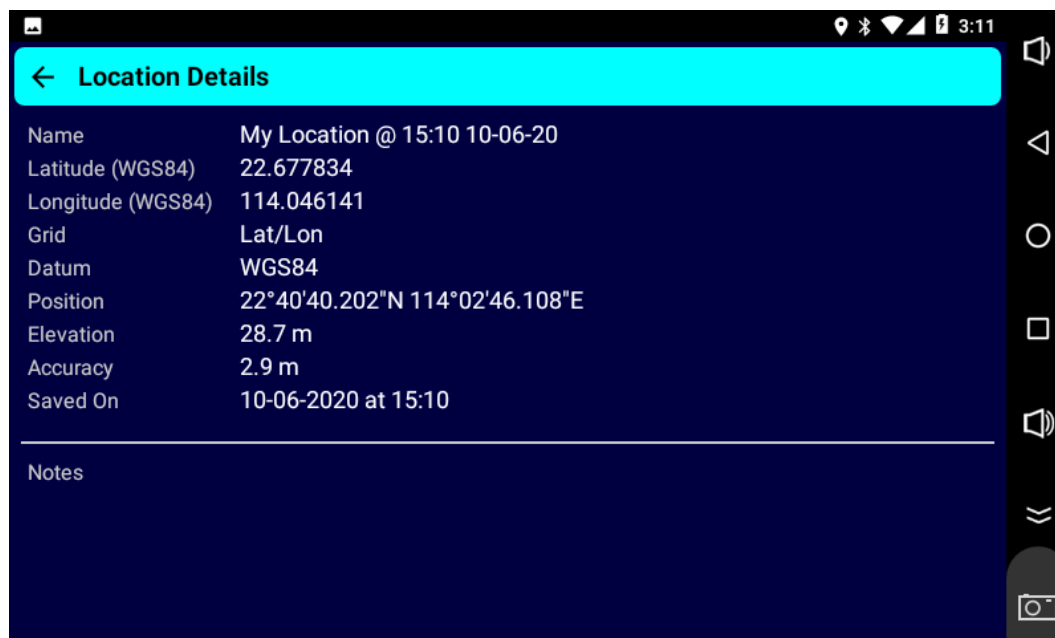 3:11
Location Details
Name My Location @ 15:10 10-06-20
Latitude (WGS84) 22.677834
Longitude (WGS84) 114.046141
Grid Lat/Lon
Datum WGS84
Position 22°40'40.202"N 114°02'46.108"E
Elevation 28.7 m
Accuracy 2.9 m
Saved On 10-06-2020 at 15:10
Notes